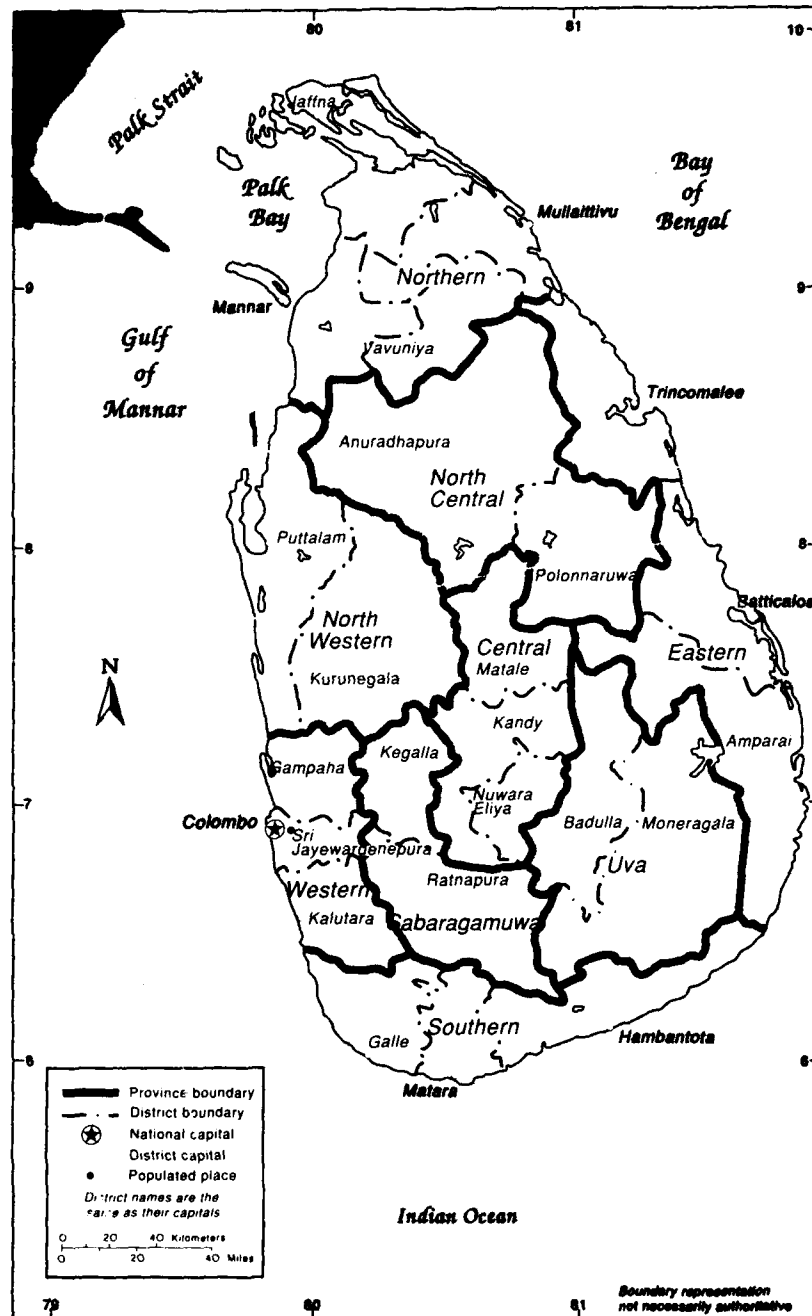 80
81
10
Palk Strait
Jaffna
Palk
Bay
Bay
of
Bengal
Mullaittivu
Northern
9
9
Mannar
Gulf
of
Mannar
Vavuniya
Trincomalee
Anuradhapura
North
Central
Puttalam
8
8
Polonnaruwa
Batticaloa
North
Western
Central
Matale
Eastern
Kurunegala
N
Kandy
Amparai
Gampaha
Kegalla
7
Nuwara
Eliya
Colombo
Sri
Jayewardenepura
Badulla
Moneragala
Ratnapura
Uva
Western
Kalutara
Sabaragamuwa
Southern
Galle
Hambantota
6
6
Matara
Province boundary
District boundary
National capital
District capital
Populated place
District names are the
same as their capitals
0 20 40 Kilometers
0 20 40 Miles
Indian Ocean
79
80
81
Boundary representation
not necessarily authoritative